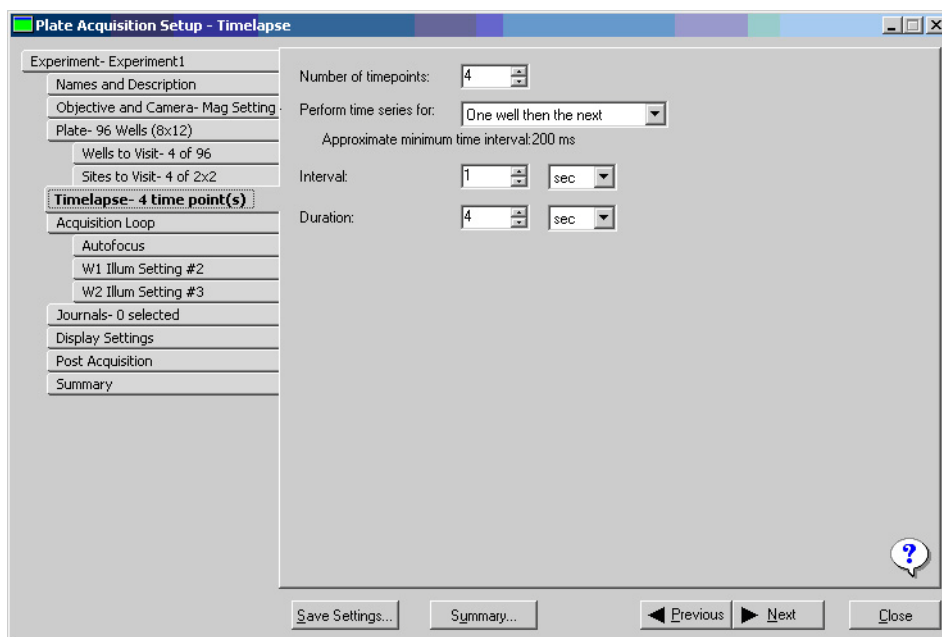 Plate Acquisition Setup - Timelapse
Experiment- Experiment1
Names and Description
Objective and Camera- Mag Setting
Plate- 96 Wells (8x12)
Wells to Visit- 4 of 96
Sites to Visit- 4 of 2x2
Timelapse- 4 time point(s)
Acquisition Loop
Autofocus
W1 Illum Setting #2
W2 Illum Setting #3
Journals- 0 selected
Display Settings
Post Acquisition
Summary
Number of timepoints: 4
Perform time series for: One well then the next
Approximate minimum time interval:200 ms
Interval: 1 sec
Duration: 4 sec
?
Save Settings... Summary... Previous Next Close